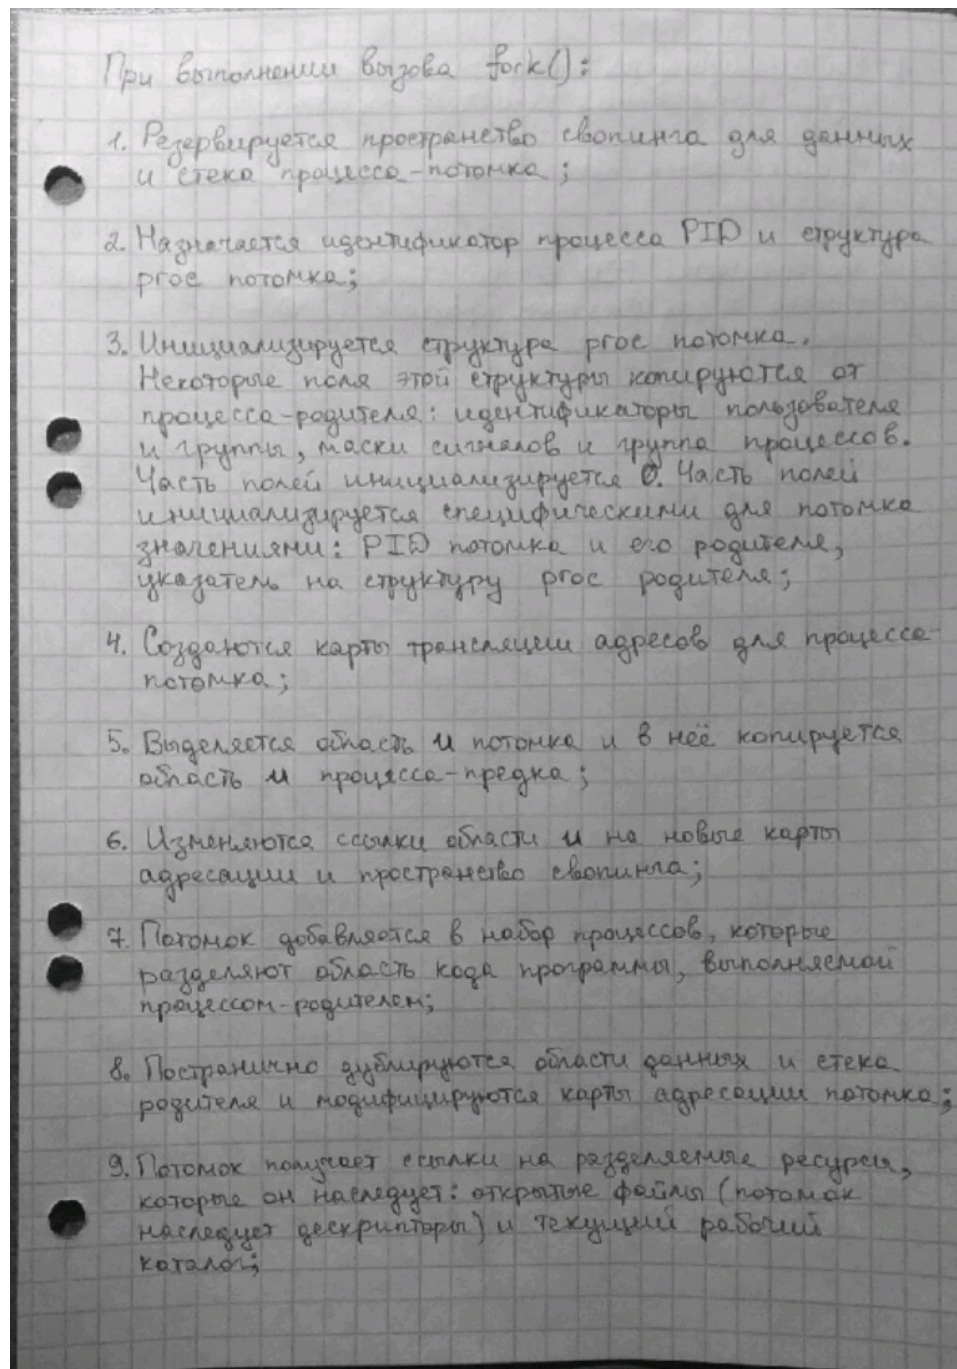 При выполнении вызова fork():
1. Резервируется пространство свопинга для данных
и стека процесса-потомка;
2. Назначается идентификатор процесса PID и структура
proc потомка;
3. Инициализируется структура proc потомка.
Некоторые поля этой структуры копируются от
процесса-родителя: идентификаторы пользователя
и группы, маски сигналов и группа процессов.
Часть полей инициализируется 0. Часть полей
инициализируется специфическими для потомка
значениями: PID потомка и его родителя,
указатель на структуру proc родителя;
4. Создаются карты трансляции адресов для процесса-
потомка;
5. Выделяется область u потомка и в неё копируется
область u процесса-предка;
6. Изменяются ссылки области u на новые карты
адресации и пространство свопинга;
7. Потомок добавляется в набор процессов, которые
разделяют область кода программы, выполняемой
процессом-родителем;
8. Постранично дублируются области данных и стека
родителя и модифицируются карты адресации потомка;
9. Потомок получает ссылки на разделяемые ресурсы,
которые он наследует: открытые файлы (потомок
наследует дескрипторы) и текущий рабочий
каталог;